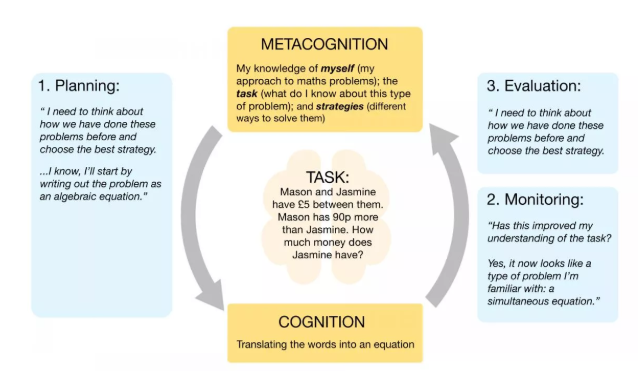 METACOGNITION
My knowledge of myself (my
approach to maths problems); the
task (what do I know about this type
of problem); and strategies (different
ways to solve them)
1. Planning:
“ I need to think about
how we have done these
problems before and
choose the best strategy.
...I know, I’ll start by
writing out the problem as
an algebraic equation.”
TASK:
Mason and Jasmine
have £5 between them.
Mason has 90p more
than Jasmine. How
much money does
Jasmine have?
3. Evaluation:
“ I need to think about
how we have done these
problems before and
choose the best strategy.
2. Monitoring:
“Has this improved my
understanding of the task?
Yes, it now looks like a
type of problem I’m
familiar with: a
simultaneous equation.”
COGNITION
Translating the words into an equation